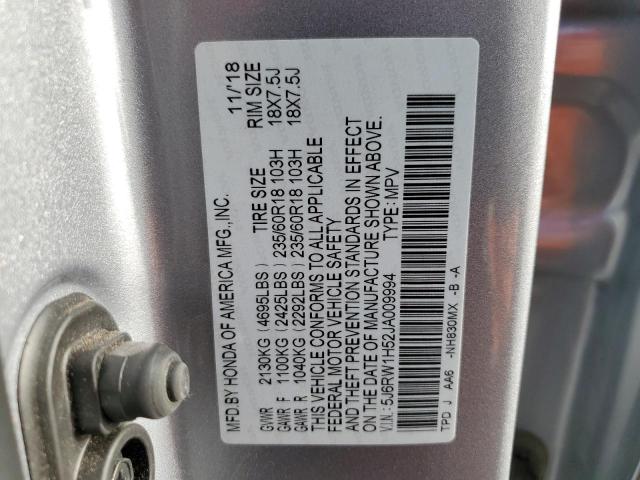 MFD.BY HONDA OF AMERICA MFG.,INC. 11/'18
GVWR 2130KG (4695LBS) TIRE SIZE RIM SIZE
GAWR F 1100KG (2425LBS) 235/60R18 103H 18X7.5J
GAWR R 1040KG (2292LBS) 235/60R18 103H 18X7.5J
THIS VEHICLE CONFORMS TO ALL APPLICABLE
FEDERAL MOTOR VEHICLE SAFETY
AND THEFT PREVENTION STANDARDS IN EFFECT
ON THE DATE OF MANUFACTURE SHOWN ABOVE.
V.I.N.: 5J6RW1H52JA009994 TYPE: MPV
TPD J AA6 -NH830MX -B -A